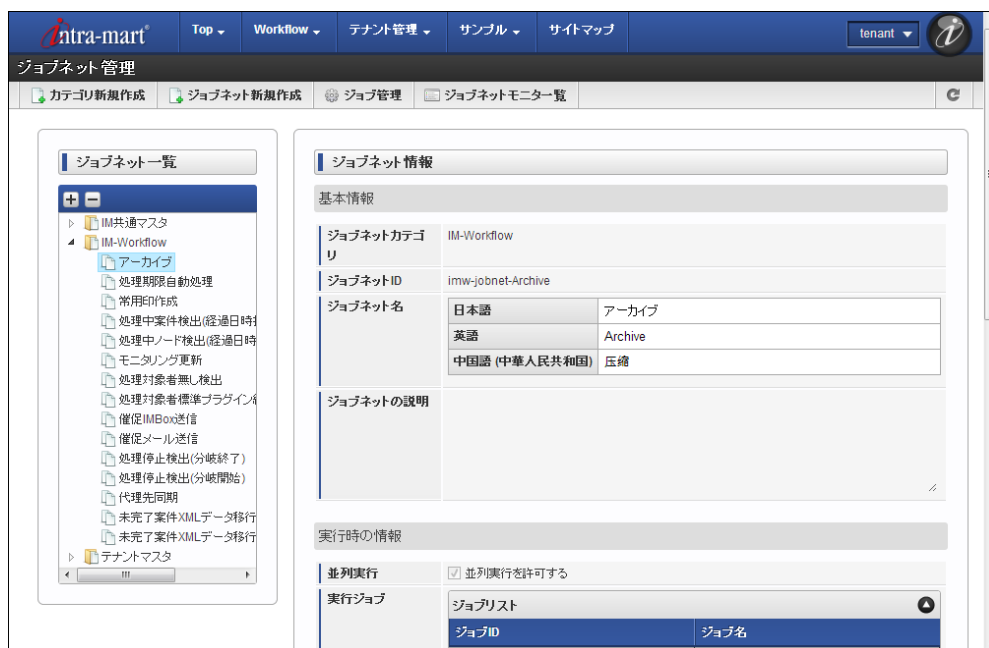 intra-mart®
Top
Workflow
テナント管理
サンプル
サイトマップ
tenant
ジョブネット管理
カテゴリ新規作成
ジョブネット新規作成
ジョブ管理
ジョブネットモニター覧
ジョブネット一覧
IM共通マスタ
IM-Workflow
アーカイブ
処理期限自動処理
常用印作成
処理中案件検出(経過日時
処理中ノード検出(経過日時
モニタリング更新
処理対象者無し検出
処理対象者標準プラグイン
催促IMBox送信
催促メール送信
処理停止検出(分岐終了)
処理停止検出(分岐開始)
代理先同期
未完了案件XMLデータ移行
未完了案件XMLデータ移行
テナントマスタ
ジョブネット情報
基本情報
ジョブネットカテゴ
リ
IM-Workflow
ジョブネットID
imw-jobnet-Archive
ジョブネット名
日本語
アーカイブ
英語
Archive
中国語 (中華人民共和国)
压缩
ジョブネットの説明
実行時の情報
並列実行
並列実行を許可する
実行ジョブ
ジョブリスト
ジョブID
ジョブ名